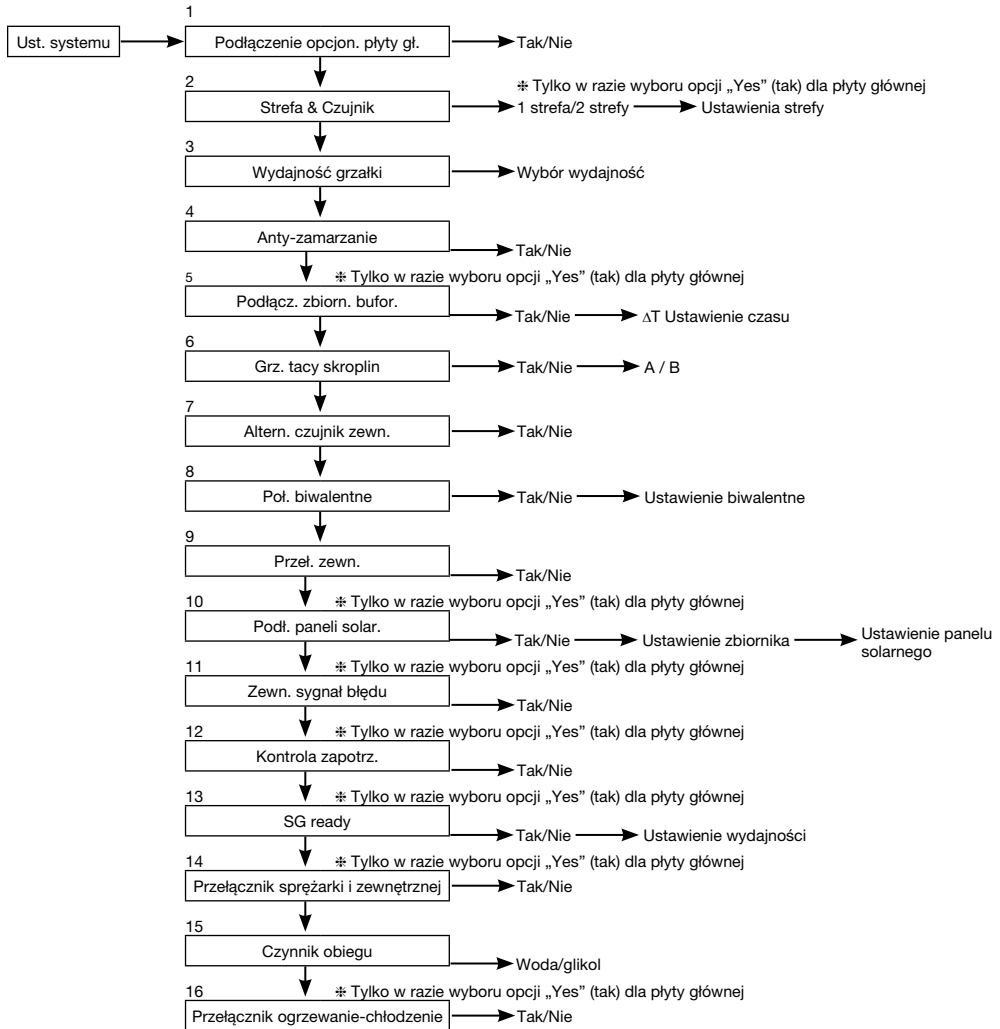 1
Ust. systemu
Podłączenie opcjon. płyty gł.
Tak/Nie
2
❈ Tylko w razie wyboru opcji „Yes” (tak) dla płyty głównej
Strefa & Czujnik
1 strefa/2 strefy
Ustawienia strefy
3
Wydajność grzałki
Wybór wydajność
4
Anty-zamarzanie
Tak/Nie
5
❈ Tylko w razie wyboru opcji „Yes” (tak) dla płyty głównej
Podłącz. zbiorn. bufor.
Tak/Nie
ΔT Ustawienie czasu
6
Grz. tacy skroplin
Tak/Nie
A / B
7
Altern. czujnik zewn.
Tak/Nie
8
Poł. biwalentne
Tak/Nie
Ustawienie biwalentne
9
Przeł. zewn.
Tak/Nie
10
❈ Tylko w razie wyboru opcji „Yes” (tak) dla płyty głównej
Podł. paneli solar.
Tak/Nie
Ustawienie zbiornika
Ustawienie panelu
solarnego
11
❈ Tylko w razie wyboru opcji „Yes” (tak) dla płyty głównej
Zewn. sygnał błędu
Tak/Nie
12
❈ Tylko w razie wyboru opcji „Yes” (tak) dla płyty głównej
Kontrola zapotrz.
Tak/Nie
13
❈ Tylko w razie wyboru opcji „Yes” (tak) dla płyty głównej
SG ready
Tak/Nie
Ustawienie wydajności
14
❈ Tylko w razie wyboru opcji „Yes” (tak) dla płyty głównej
Przełącznik sprężarki i zewnętrznej
Tak/Nie
15
Czynnik obiegu
Woda/glikol
16
❈ Tylko w razie wyboru opcji „Yes” (tak) dla płyty głównej
Przełącznik ogrzewanie-chłodzenie
Tak/Nie